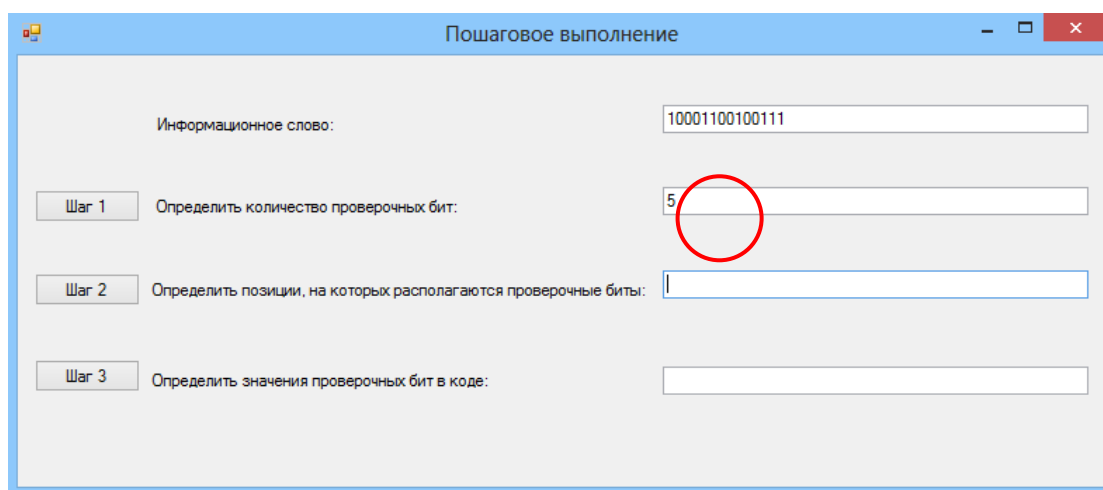 Пошаговое выполнение
Информационное слово: 10001100100111
Шаг 1 Определить количество проверочных бит: 5
Шаг 2 Определить позиции, на которых располагаются проверочные биты:
Шаг 3 Определить значения проверочных бит в коде: